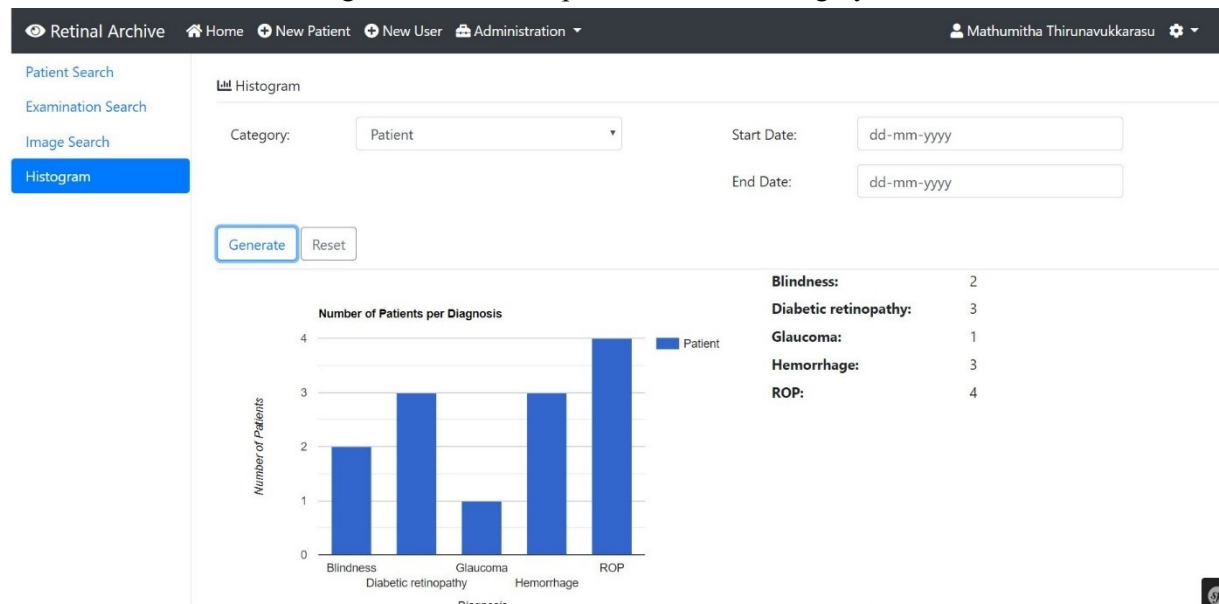 Retinal Archive Home New Patient New User Administration Mathumitha Thirunavukkarasu
Patient Search
Examination Search
Image Search
Histogram
Histogram
Category: Patient Start Date: dd-mm-yyyy
End Date: dd-mm-yyyy
Generate Reset
Number of Patients per Diagnosis
4
3
2
1
0
Number of Patients
Blindness Glaucoma ROP
Diabetic retinopathy Hemorrhage
Patient
Blindness: 2
Diabetic retinopathy: 3
Glaucoma: 1
Hemorrhage: 3
ROP: 4